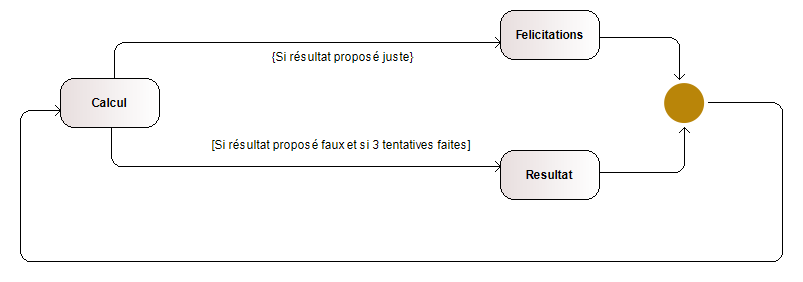 Felicitations
{Si résultat proposé juste}
Calcul
[Si résultat proposé faux et si 3 tentatives faites]
Resultat